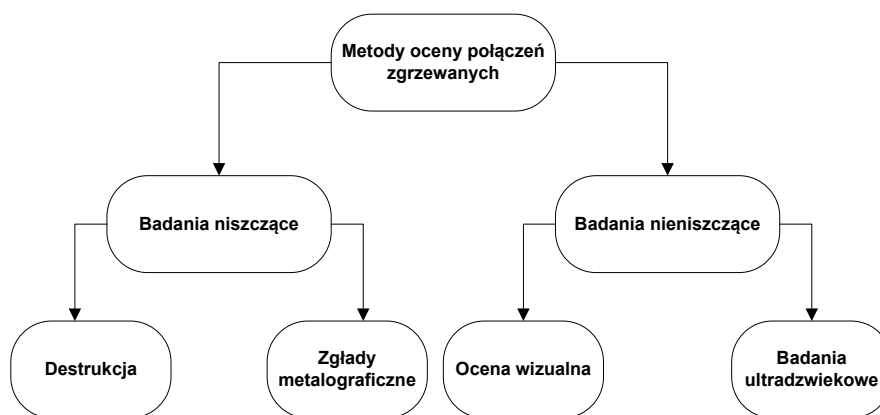 Metody oceny połączeń
zgrzewanych
Badania niszczące
Badania nieniszczące
Destrukcja
Zgłady
metalograficzne
Ocena wizualna
Badania
ultradzwiekowe